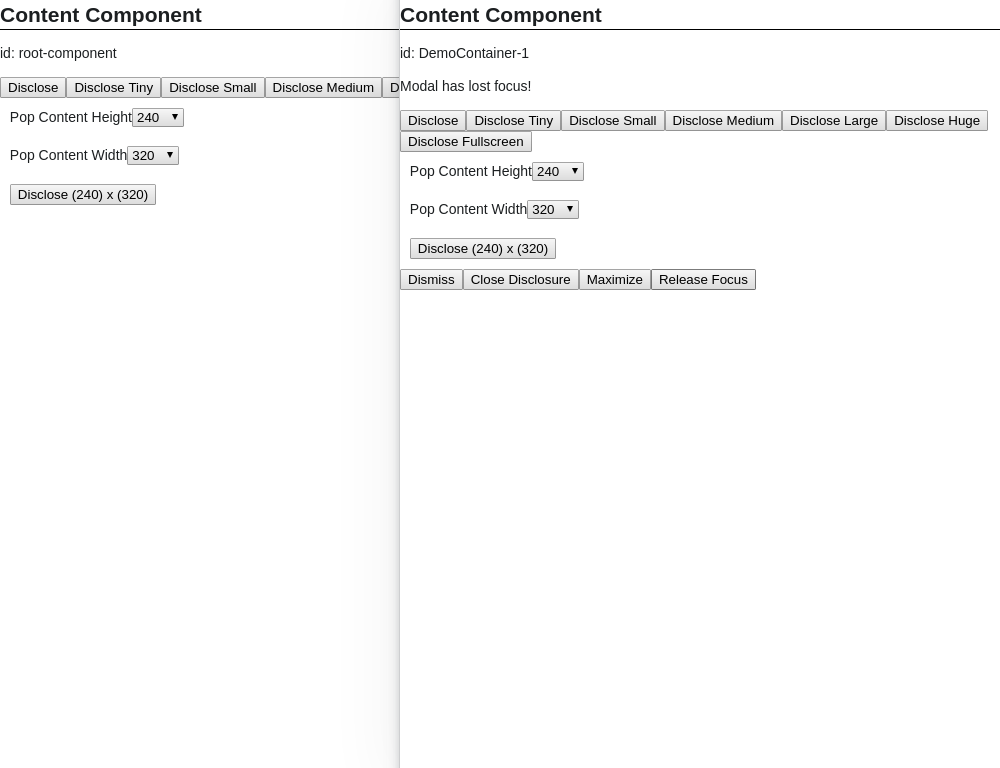 Content Component
id: root-component
Disclose Disclose Tiny Disclose Small Disclose Medium D
Pop Content Height 240
Pop Content Width 320
Disclose (240) x (320)
Content Component
id: DemoContainer-1
Modal has lost focus!
Disclose Disclose Tiny Disclose Small Disclose Medium Disclose Large Disclose Huge
Disclose Fullscreen
Pop Content Height 240
Pop Content Width 320
Disclose (240) x (320)
Dismiss Close Disclosure Maximize Release Focus